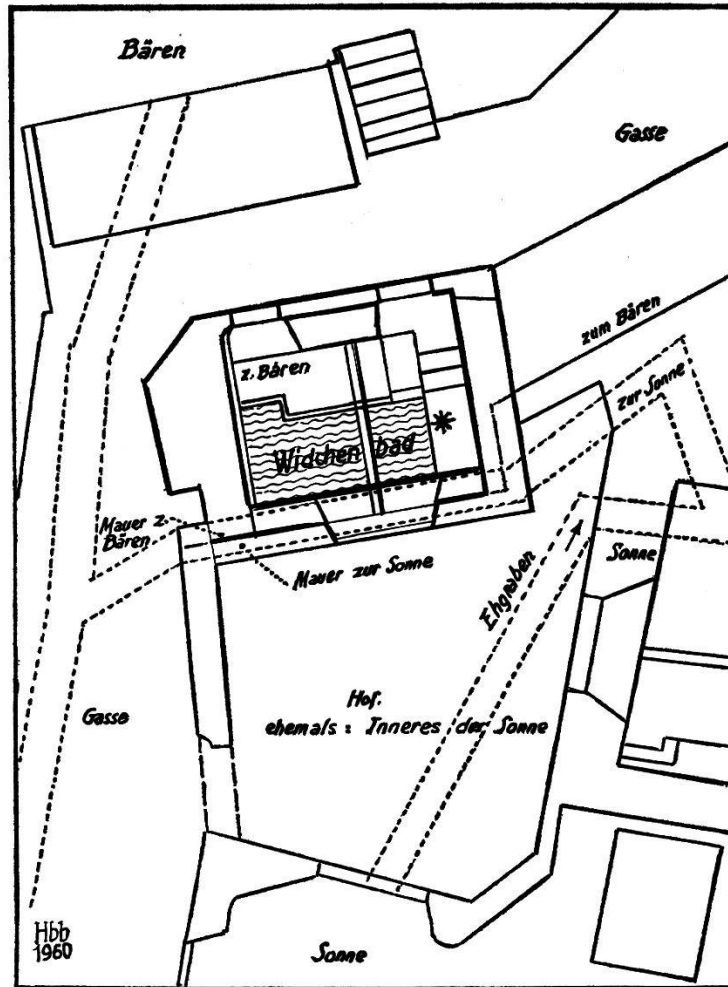 Bären
Gasse
zum Bären
zur Sonne
z. Bären
Widchenbad
Mauer z.
Bären
Mauer zur Sonne
Ehgraben
Sonne
Gasse
Hof.
ehemals: Inneres der Sonne
Hbb
1960
Sonne